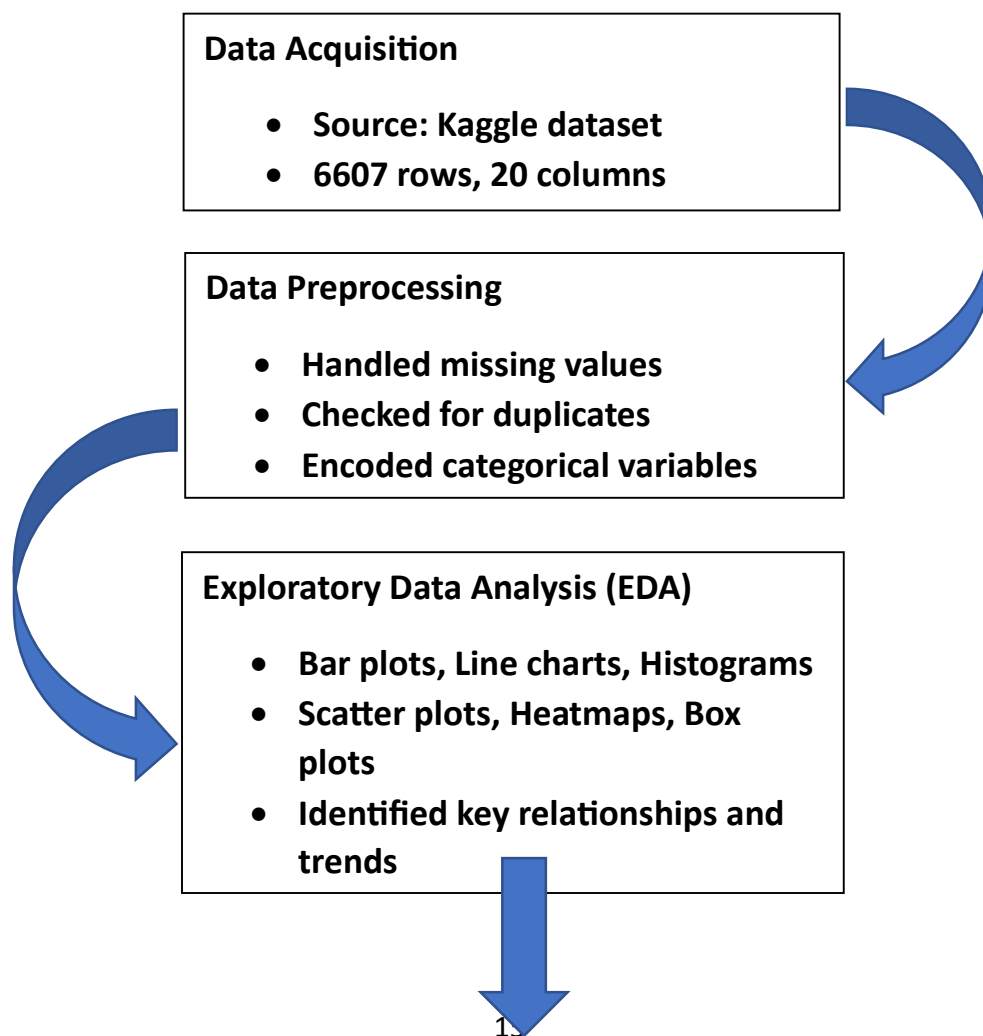 Data Acquisition
• Source: Kaggle dataset
• 6607 rows, 20 columns
Data Preprocessing
• Handled missing values
• Checked for duplicates
• Encoded categorical variables
Exploratory Data Analysis (EDA)
• Bar plots, Line charts, Histograms
• Scatter plots, Heatmaps, Box
plots
• Identified key relationships and
trends